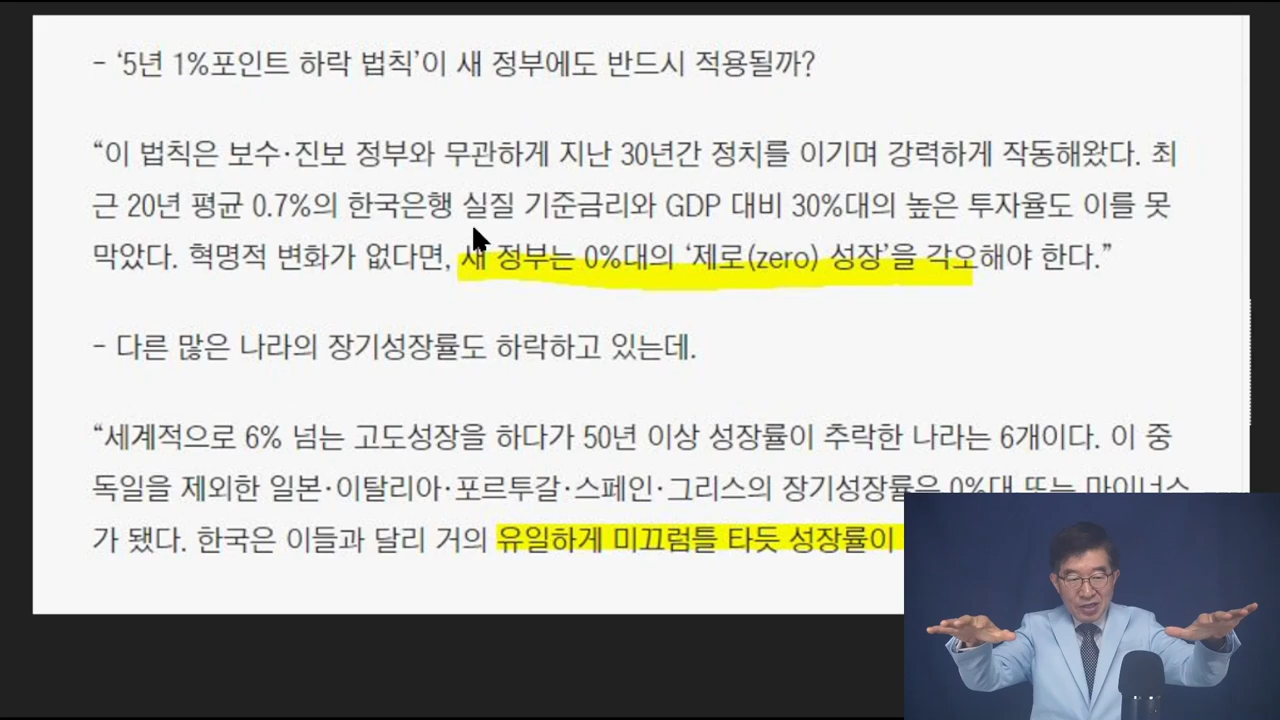 - ‘5년 1%포인트 하락 법칙’이 새 정부에도 반드시 적용될까?
“이 법칙은 보수·진보 정부와 무관하게 지난 30년간 정치를 이기며 강력하게 작동해왔다. 최
근 20년 평균 0.7%의 한국은행 실질 기준금리와 GDP 대비 30%대의 높은 투자율도 이를 못
막았다. 혁명적 변화가 없다면, 새 정부는 0%대의 ‘제로(zero) 성장’을 각오해야 한다.”
- 다른 많은 나라의 장기성장률도 하락하고 있는데.
“세계적으로 6% 넘는 고도성장을 하다가 50년 이상 성장률이 추락한 나라는 6개이다. 이 중
독일을 제외한 일본·이탈리아·포르투갈·스페인·그리스의 장기성장률은 0%대 또는 마이너스
가 됐다. 한국은 이들과 달리 거의 유일하게 미끄럼틀 타듯 성장률이